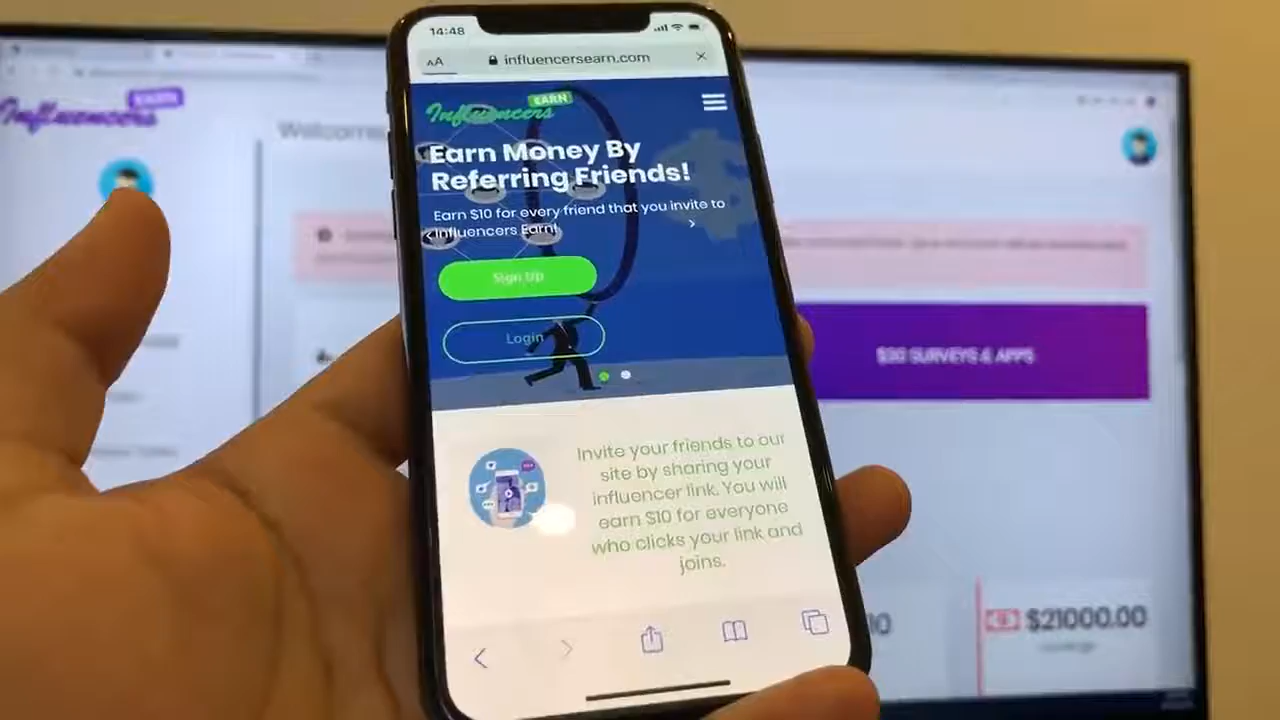 14:48
AA influencersearn.com
Influencers EARN
Earn Money By
Referring Friends!
Earn $10 for every friend that you invite to
Influencers Earn!
Sign Up
Login
Invite your friends to our
site by sharing your
influencer link. You will
earn $10 for everyone
who clicks your link and
joins.
Influencers EARN
Welcome
$30 SURVEYS & APPS
$21000.00